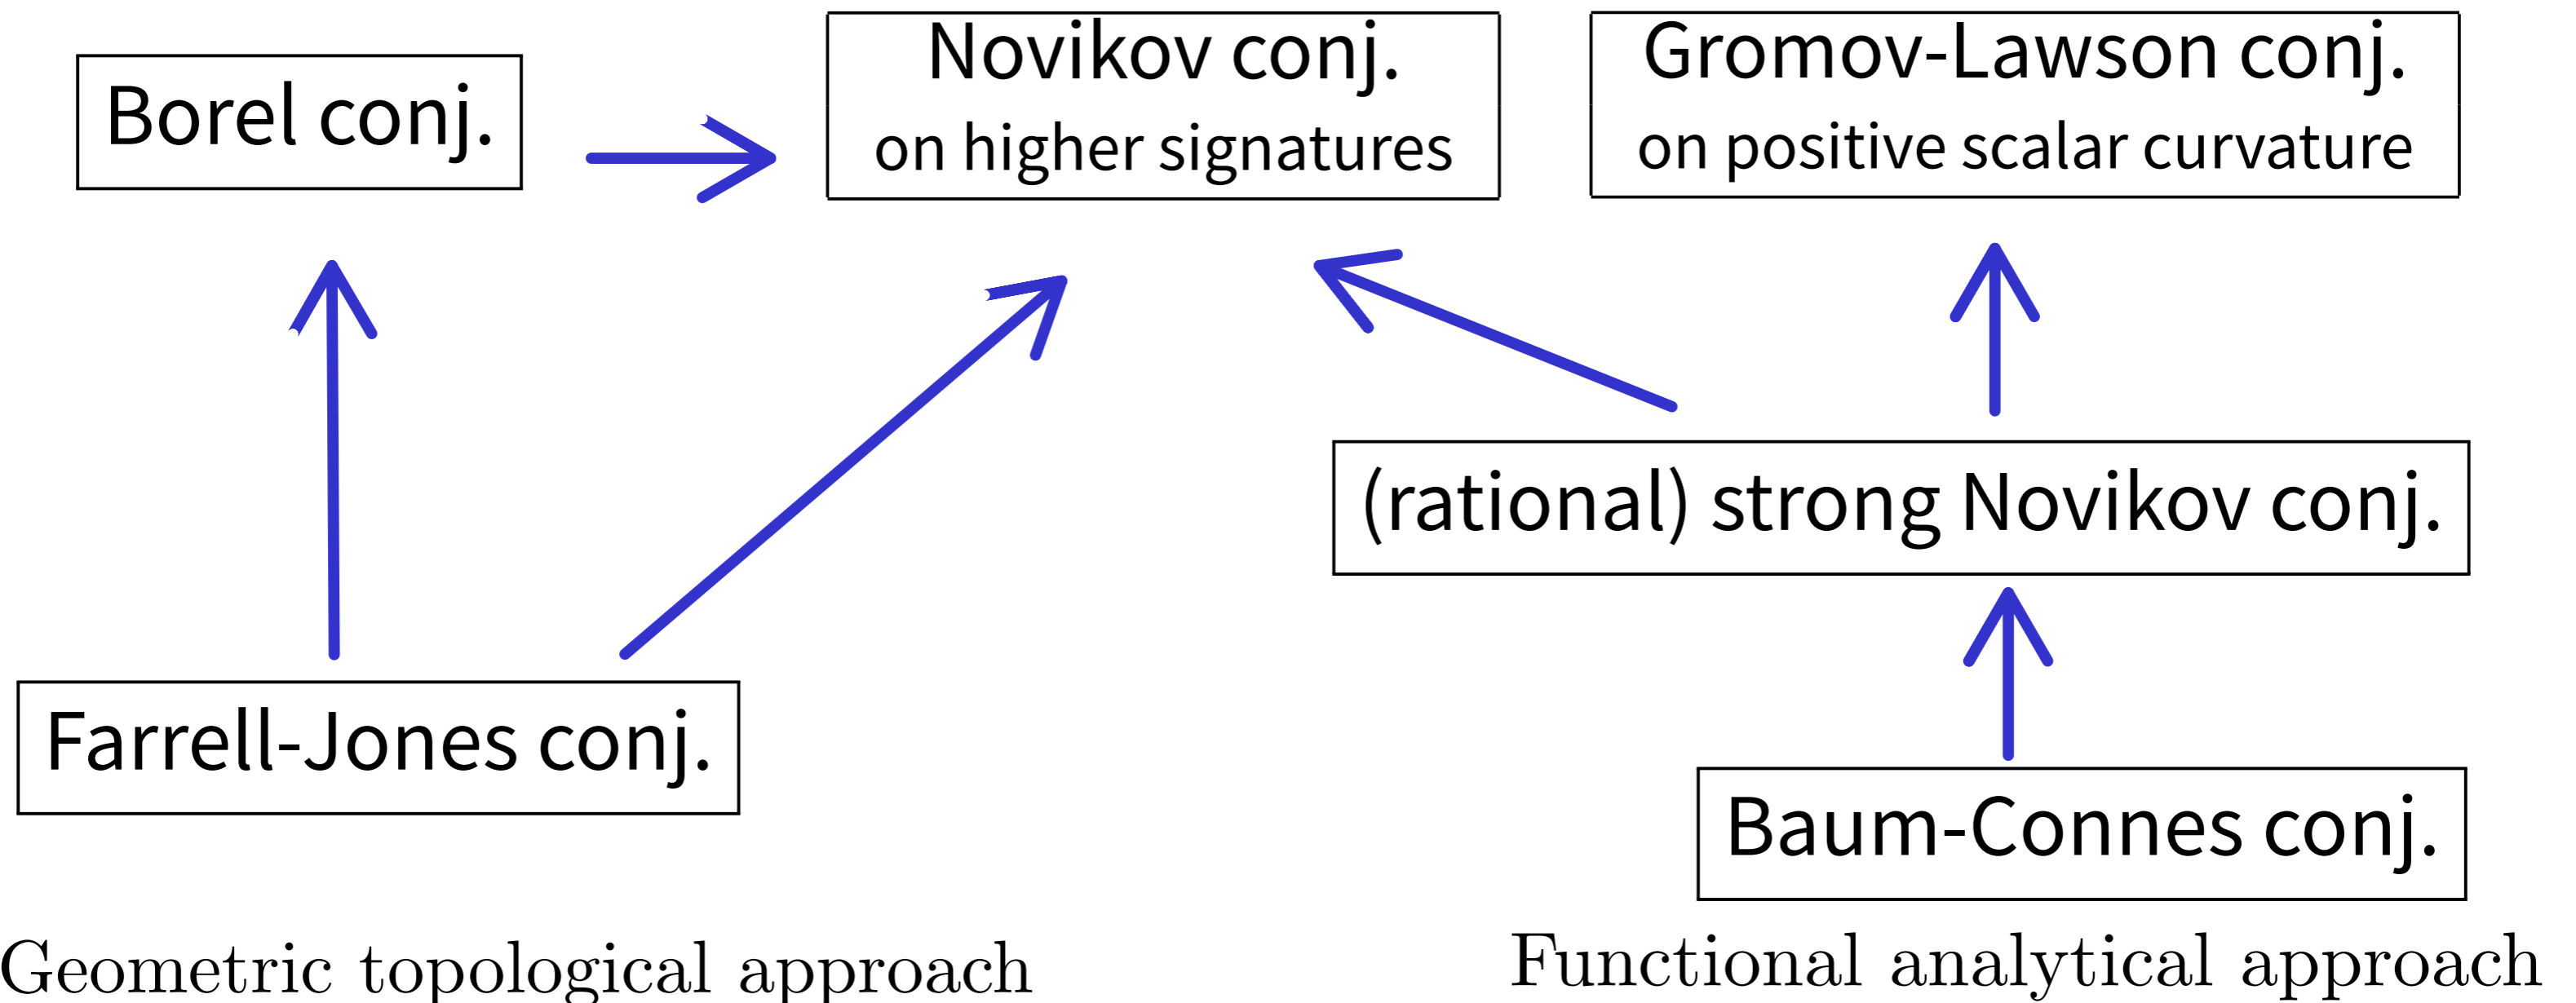 Borel conj.
Novikov conj.
on higher signatures
Gromov-Lawson conj.
on positive scalar curvature
(rational) strong Novikov conj.
Farrell-Jones conj.
Baum-Connes conj.
Geometric topological approach
Functional analytical approach